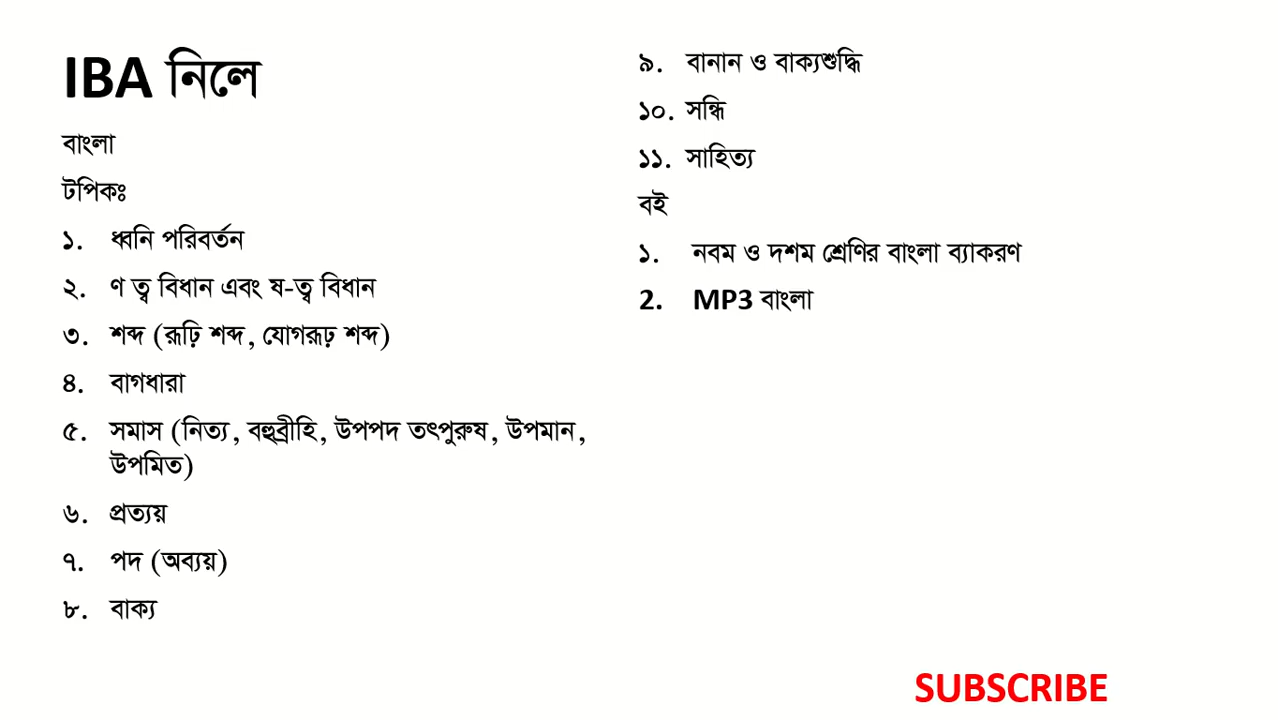 IBA নিলে
বাংলা
টপিকঃ
১. ধ্বনি পরিবর্তন
২. ণ ত্ব বিধান এবং ষ-ত্ব বিধান
৩. শব্দ (রূঢ়ি শব্দ, যোগরূঢ় শব্দ)
৪. বাগধারা
৫. সমাস (নিত্য, বহুব্রীহি, উপপদ তৎপুরুষ, উপমান,
উপমিত)
৬. প্রত্যয়
৭. পদ (অব্যয়)
৮. বাক্য
৯. বানান ও বাক্যশুদ্ধি
১০. সন্ধি
১১. সাহিত্য
বই
১. নবম ও দশম শ্রেণির বাংলা ব্যাকরণ
2. MP3 বাংলা
SUBSCRIBE